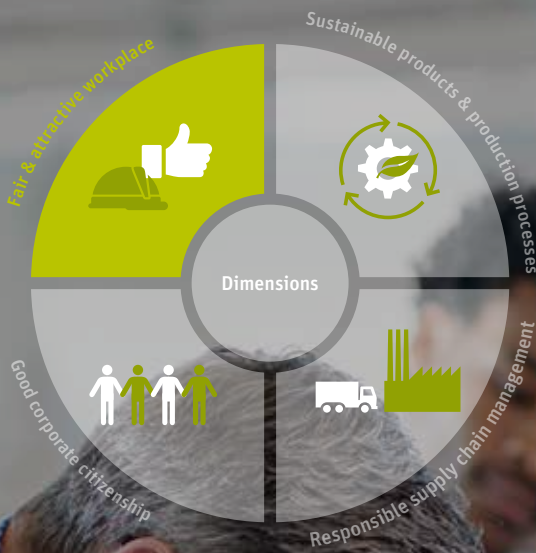 Fair & attractive workplace
Sustainable products & production processes
Dimensions
Good corporate citizenship
Responsible supply chain management